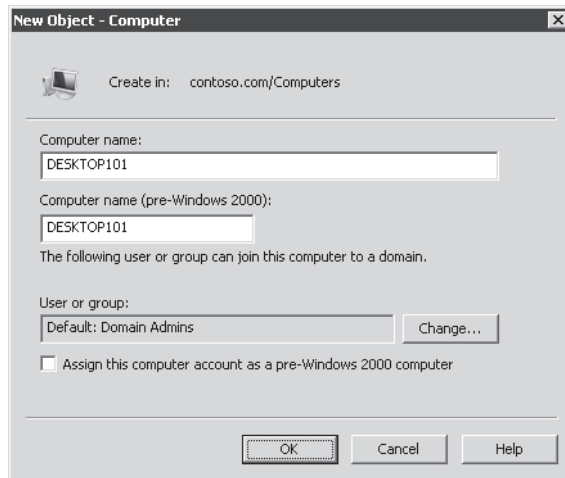 New Object - Computer
Create in: contoso.com/Computers
Computer name:
DESKTOP101
Computer name (pre-Windows 2000):
DESKTOP101
The following user or group can join this computer to a domain.
User or group:
Default: Domain Admins
Change...
Assign this computer account as a pre-Windows 2000 computer
OK Cancel Help